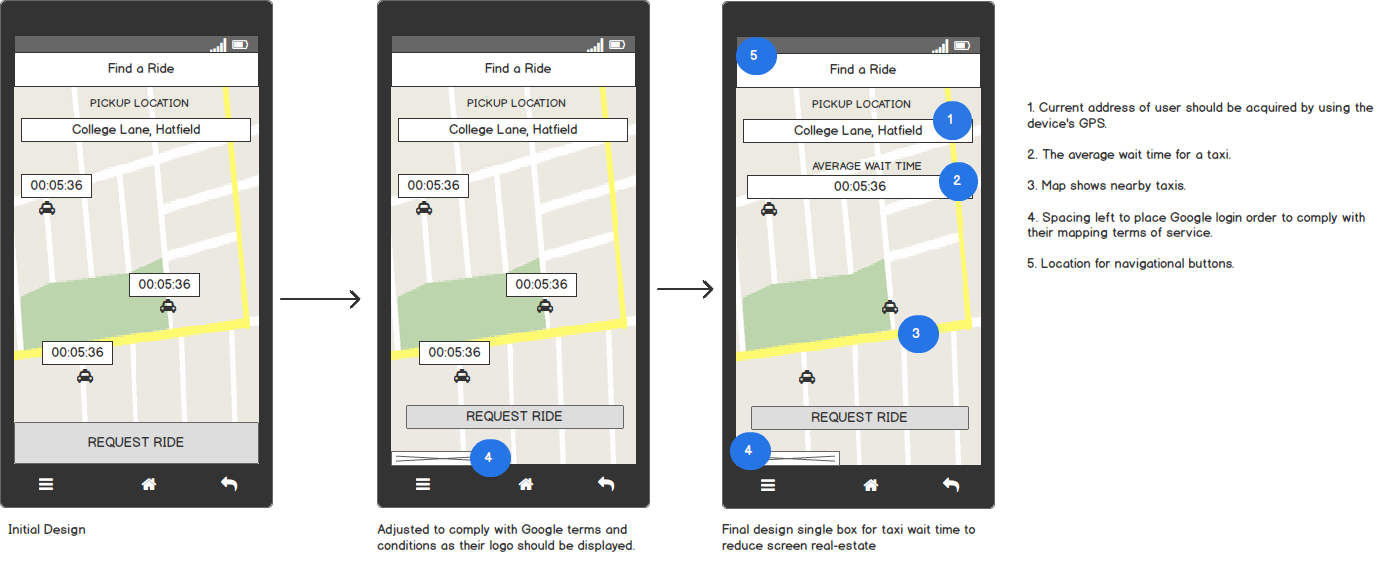 Find a Ride
PICKUP LOCATION
College Lane, Hatfield
00:05:36
00:05:36
00:05:36
REQUEST RIDE
Initial Design
Find a Ride
PICKUP LOCATION
College Lane, Hatfield
00:05:36
00:05:36
00:05:36
REQUEST RIDE
4
Adjusted to comply with Google terms and
conditions as their logo should be displayed.
5
Find a Ride
PICKUP LOCATION
College Lane, Hatfield
1
AVERAGE WAIT TIME
00:05:36
2
3
REQUEST RIDE
4
Final design single box for taxi wait time to
reduce screen real-estate
1. Current address of user should be acquired by using the
device's GPS.
2. The average wait time for a taxi.
3. Map shows nearby taxis.
4. Spacing left to place Google login order to comply with
their mapping terms of service.
5. Location for navigational buttons.